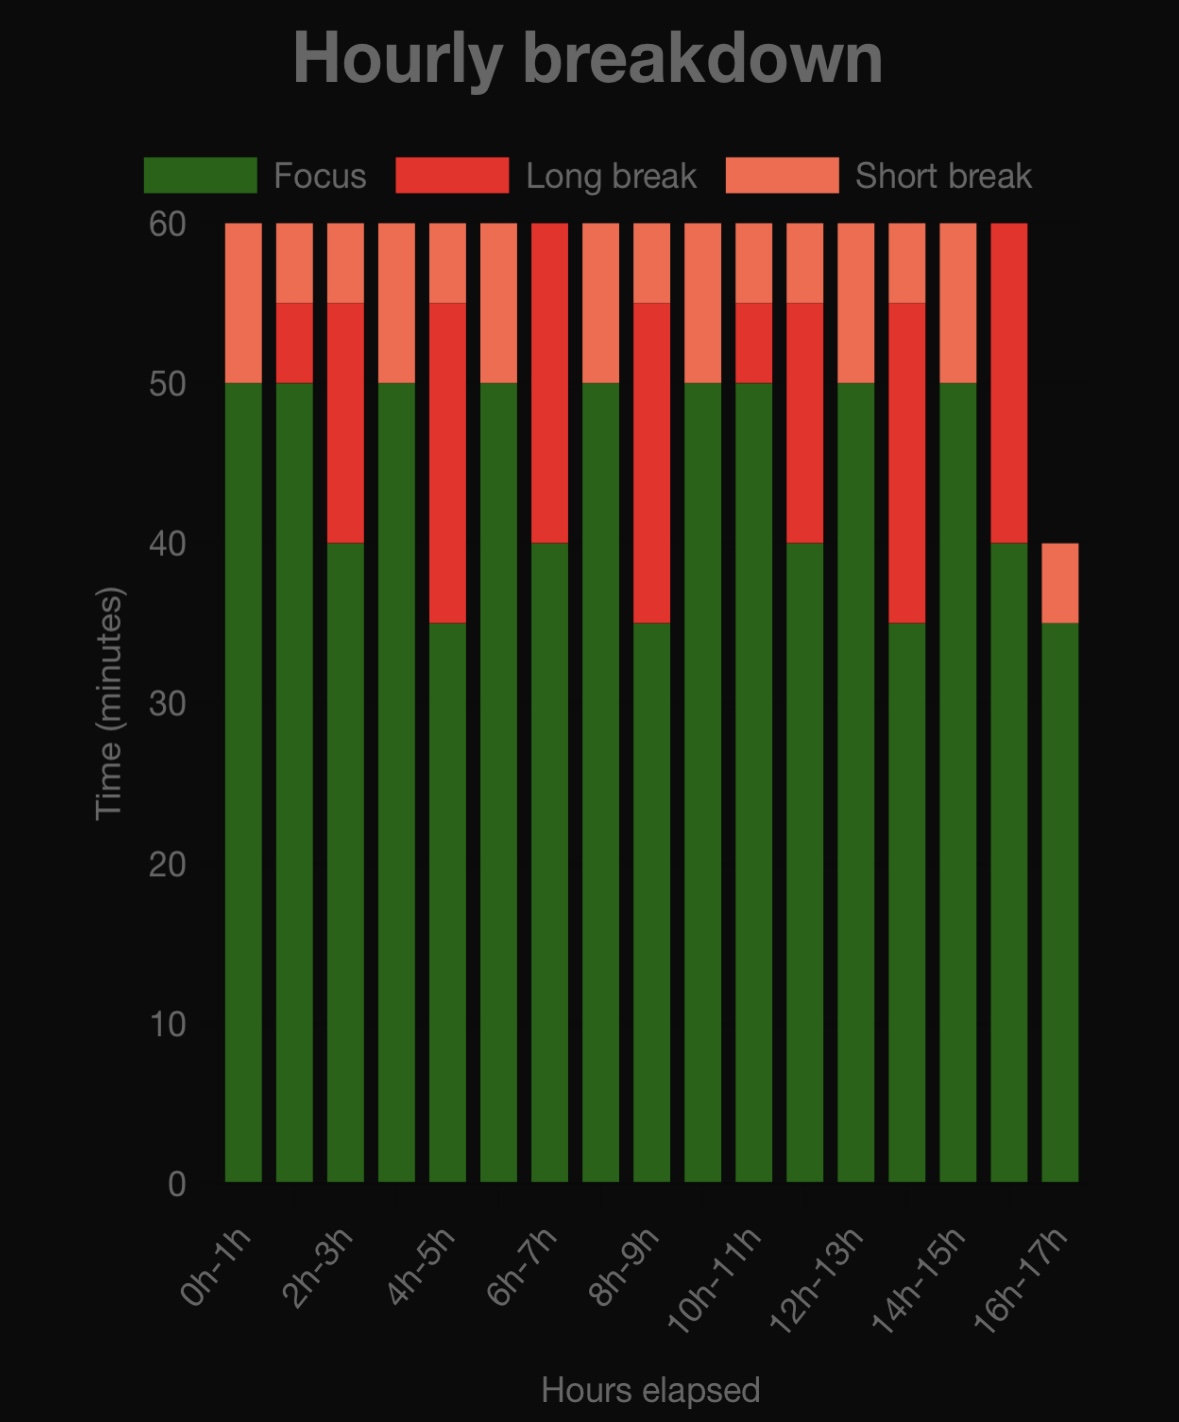 Hourly breakdown
Focus Long break Short break
60
50
40
30
20
10
0
Time (minutes)
0h-1h 2h-3h 4h-5h 6h-7h 8h-9h 10h-11h 12h-13h 14h-15h 16h-17h
Hours elapsed